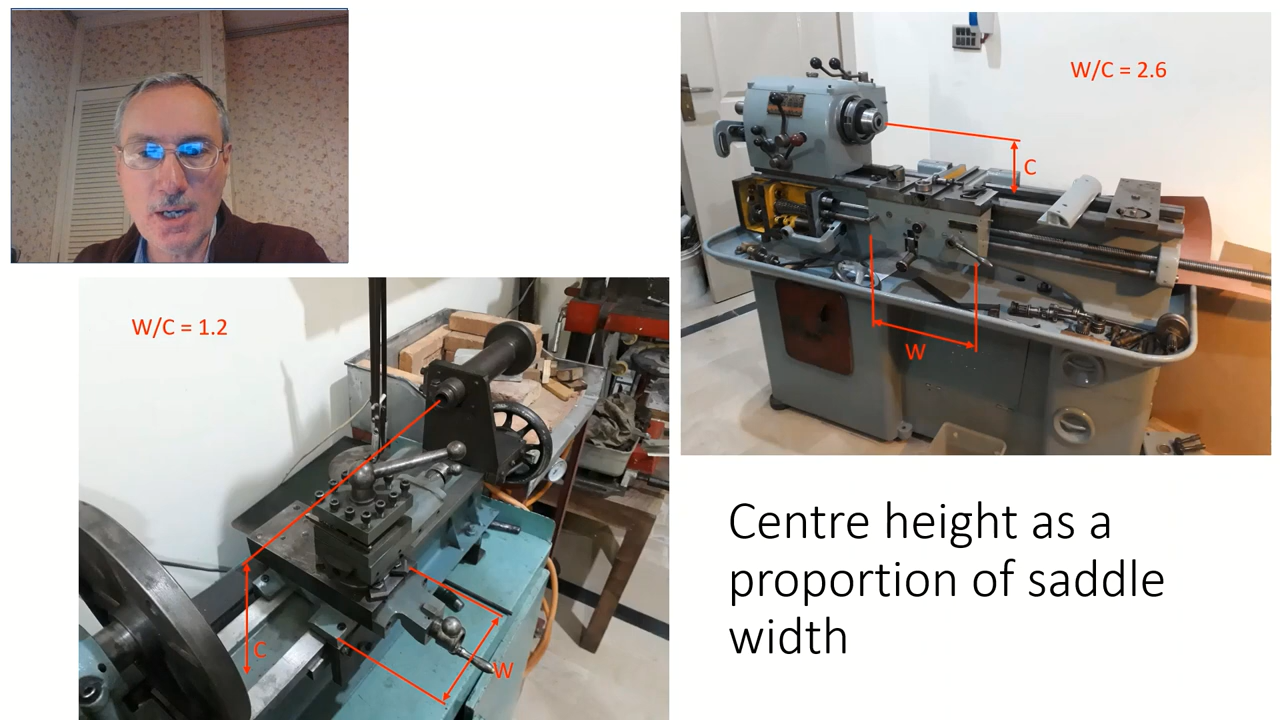 W/C = 2.6
C
W
W/C = 1.2
C
W
Centre height as a
proportion of saddle
width